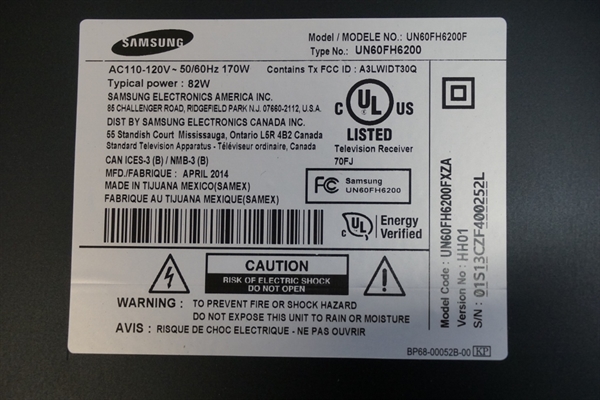 SAMSUNG
Model / MODELE NO.: UN60FH6200F
Type No.: UN60FH6200
AC110-120V~ 50/60Hz 170W
Contains Tx FCC ID : A3LWIDT30Q
Typical power : 82W
SAMSUNG ELECTRONICS AMERICA INC.
85 CHALLENGER ROAD, RIDGEFIELD PARK N.J. 07660-2112, U.S.A.
DIST BY SAMSUNG ELECTRONICS CANADA INC.
55 Standish Court Mississauga, Ontario L5R 4B2 Canada
Standard Television Apparatus - Téléviseur ordinaire, Canada
CAN ICES-3 (B) / NMB-3 (B)
MFD./FABRIQUE : APRIL 2014
MADE IN TIJUANA MEXICO(SAMEX)
FABRIQUE AU TIJUANA MEXIQUE(SAMEX)
C UL US
LISTED
Television Receiver
70FJ
FC Samsung
UN60FH6200
C UL
Energy
Verified
CAUTION
RISK OF ELECTRIC SHOCK
DO NOT OPEN
WARNING : TO PREVENT FIRE OR SHOCK HAZARD
DO NOT EXPOSE THIS UNIT TO RAIN OR MOISTURE
AVIS : RISQUE DE CHOC ELECTRIQUE - NE PAS OUVRIR
Model Code : UN60FH6200FXZA
Version No : HH01
S/N : 01S13CZF400252L
BP68-00052B-00 KP